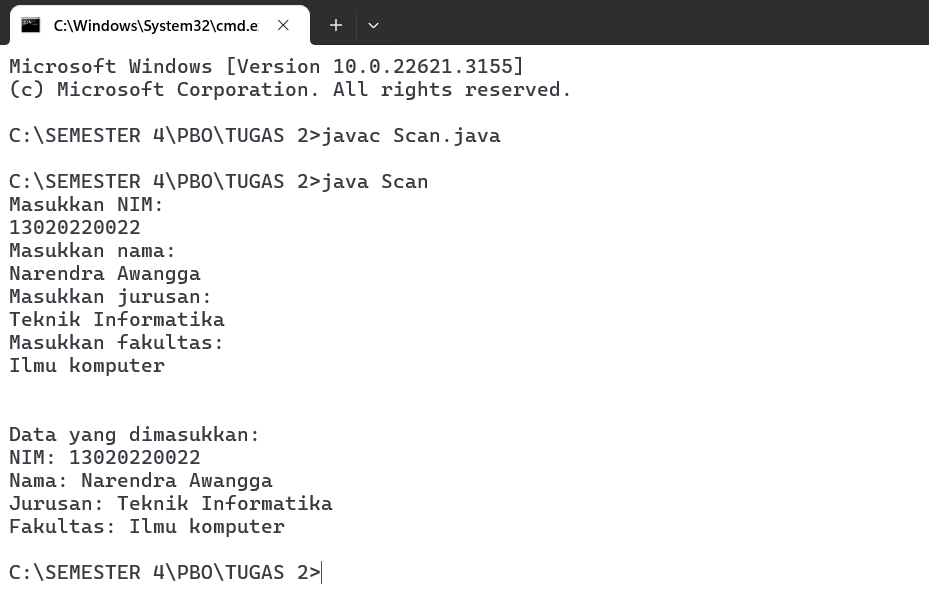 C:\Windows\System32\cmd.e
Microsoft Windows [Version 10.0.22621.3155]
(c) Microsoft Corporation. All rights reserved.
C:\SEMESTER 4\PBO\TUGAS 2>javac Scan.java
C:\SEMESTER 4\PBO\TUGAS 2>java Scan
Masukkan NIM:
13020220022
Masukkan nama:
Narendra Awangga
Masukkan jurusan:
Teknik Informatika
Masukkan fakultas:
Ilmu komputer
Data yang dimasukkan:
NIM: 13020220022
Nama: Narendra Awangga
Jurusan: Teknik Informatika
Fakultas: Ilmu komputer
C:\SEMESTER 4\PBO\TUGAS 2>